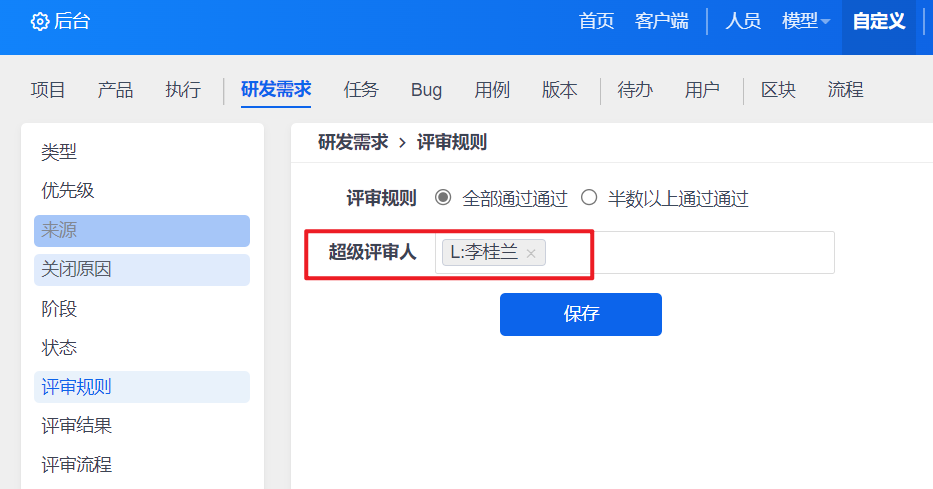 后台
首页 客户端 人员 模型 自定义
项目 产品 执行 研发需求 任务 Bug 用例 版本 待办 用户 区块 流程
类型
优先级
来源
关闭原因
阶段
状态
评审规则
评审结果
评审流程
研发需求 > 评审规则
评审规则 全部通过通过 半数以上通过通过
超级评审人 L:李桂兰 ×
保存